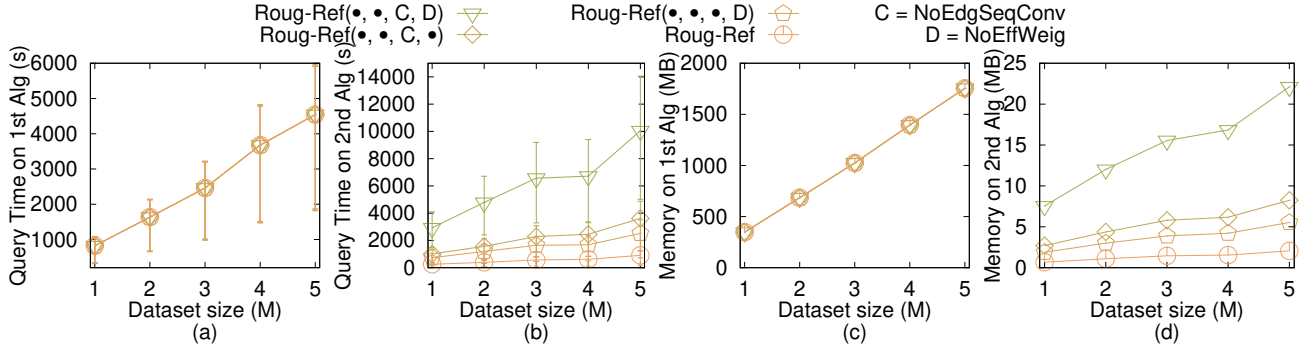 Roug-Ref(•, •, C, D) Roug-Ref(•, •, •, D) C = NoEdgSeqConv
Roug-Ref(•, •, C, •) Roug-Ref D = NoEffWeig
Query Time on 1st Alg (s)
6000
5000
4000
3000
2000
1000
1 2 3 4 5
Dataset size (M)
(a)
Query Time on 2nd Alg (s)
14000
12000
10000
8000
6000
4000
2000
0
1 2 3 4 5
Dataset size (M)
(b)
Memory on 1st Alg (MB)
2000
1500
1000
500
0
1 2 3 4 5
Dataset size (M)
(c)
Memory on 2nd Alg (MB)
25
20
15
10
5
0
1 2 3 4 5
Dataset size (M)
(d)